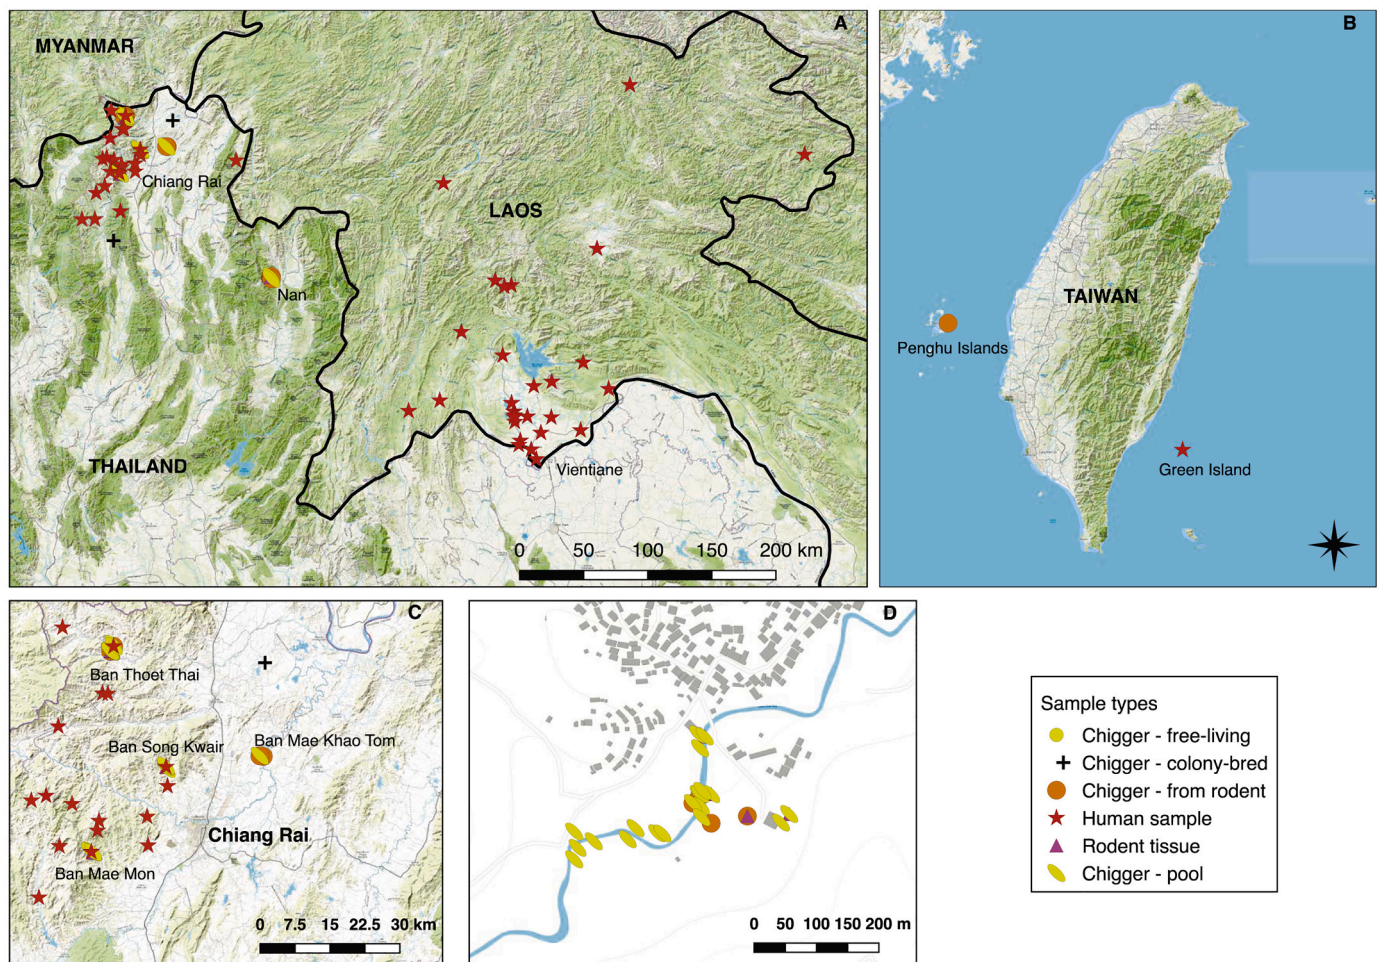 A
MYANMAR
Chiang Rai
LAOS
Nan
THAILAND
Vientiane
0 50 100 150 200 km
B
TAIWAN
Penghu Islands
Green Island
C
Ban Thoet Thai
Ban Song Kwair
Ban Mae Khao Tom
Chiang Rai
Ban Mae Mon
0 7.5 15 22.5 30 km
D
0 50 100 150 200 m
Sample types
Chigger - free-living
Chigger - colony-bred
Chigger - from rodent
Human sample
Rodent tissue
Chigger - pool